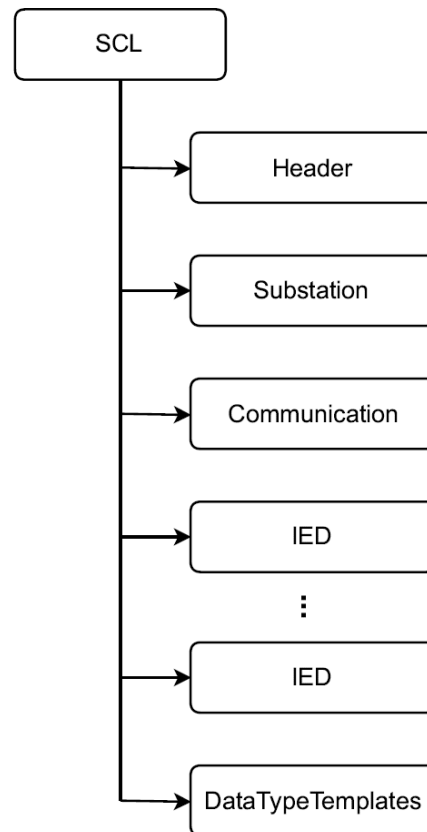 SCL
Header
Substation
Communication
IED
⋮
IED
DataTypeTemplates